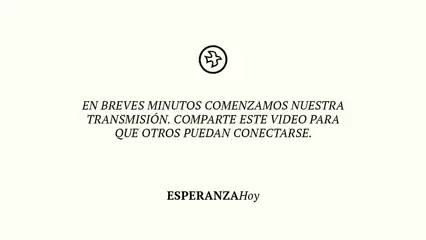 EN BREVES MINUTOS COMENZAMOS NUESTRA
TRANSMISIÓN. COMPARTE ESTE VIDEO PARA
QUE OTROS PUEDAN CONECTARSE.
ESPERANZAHoy